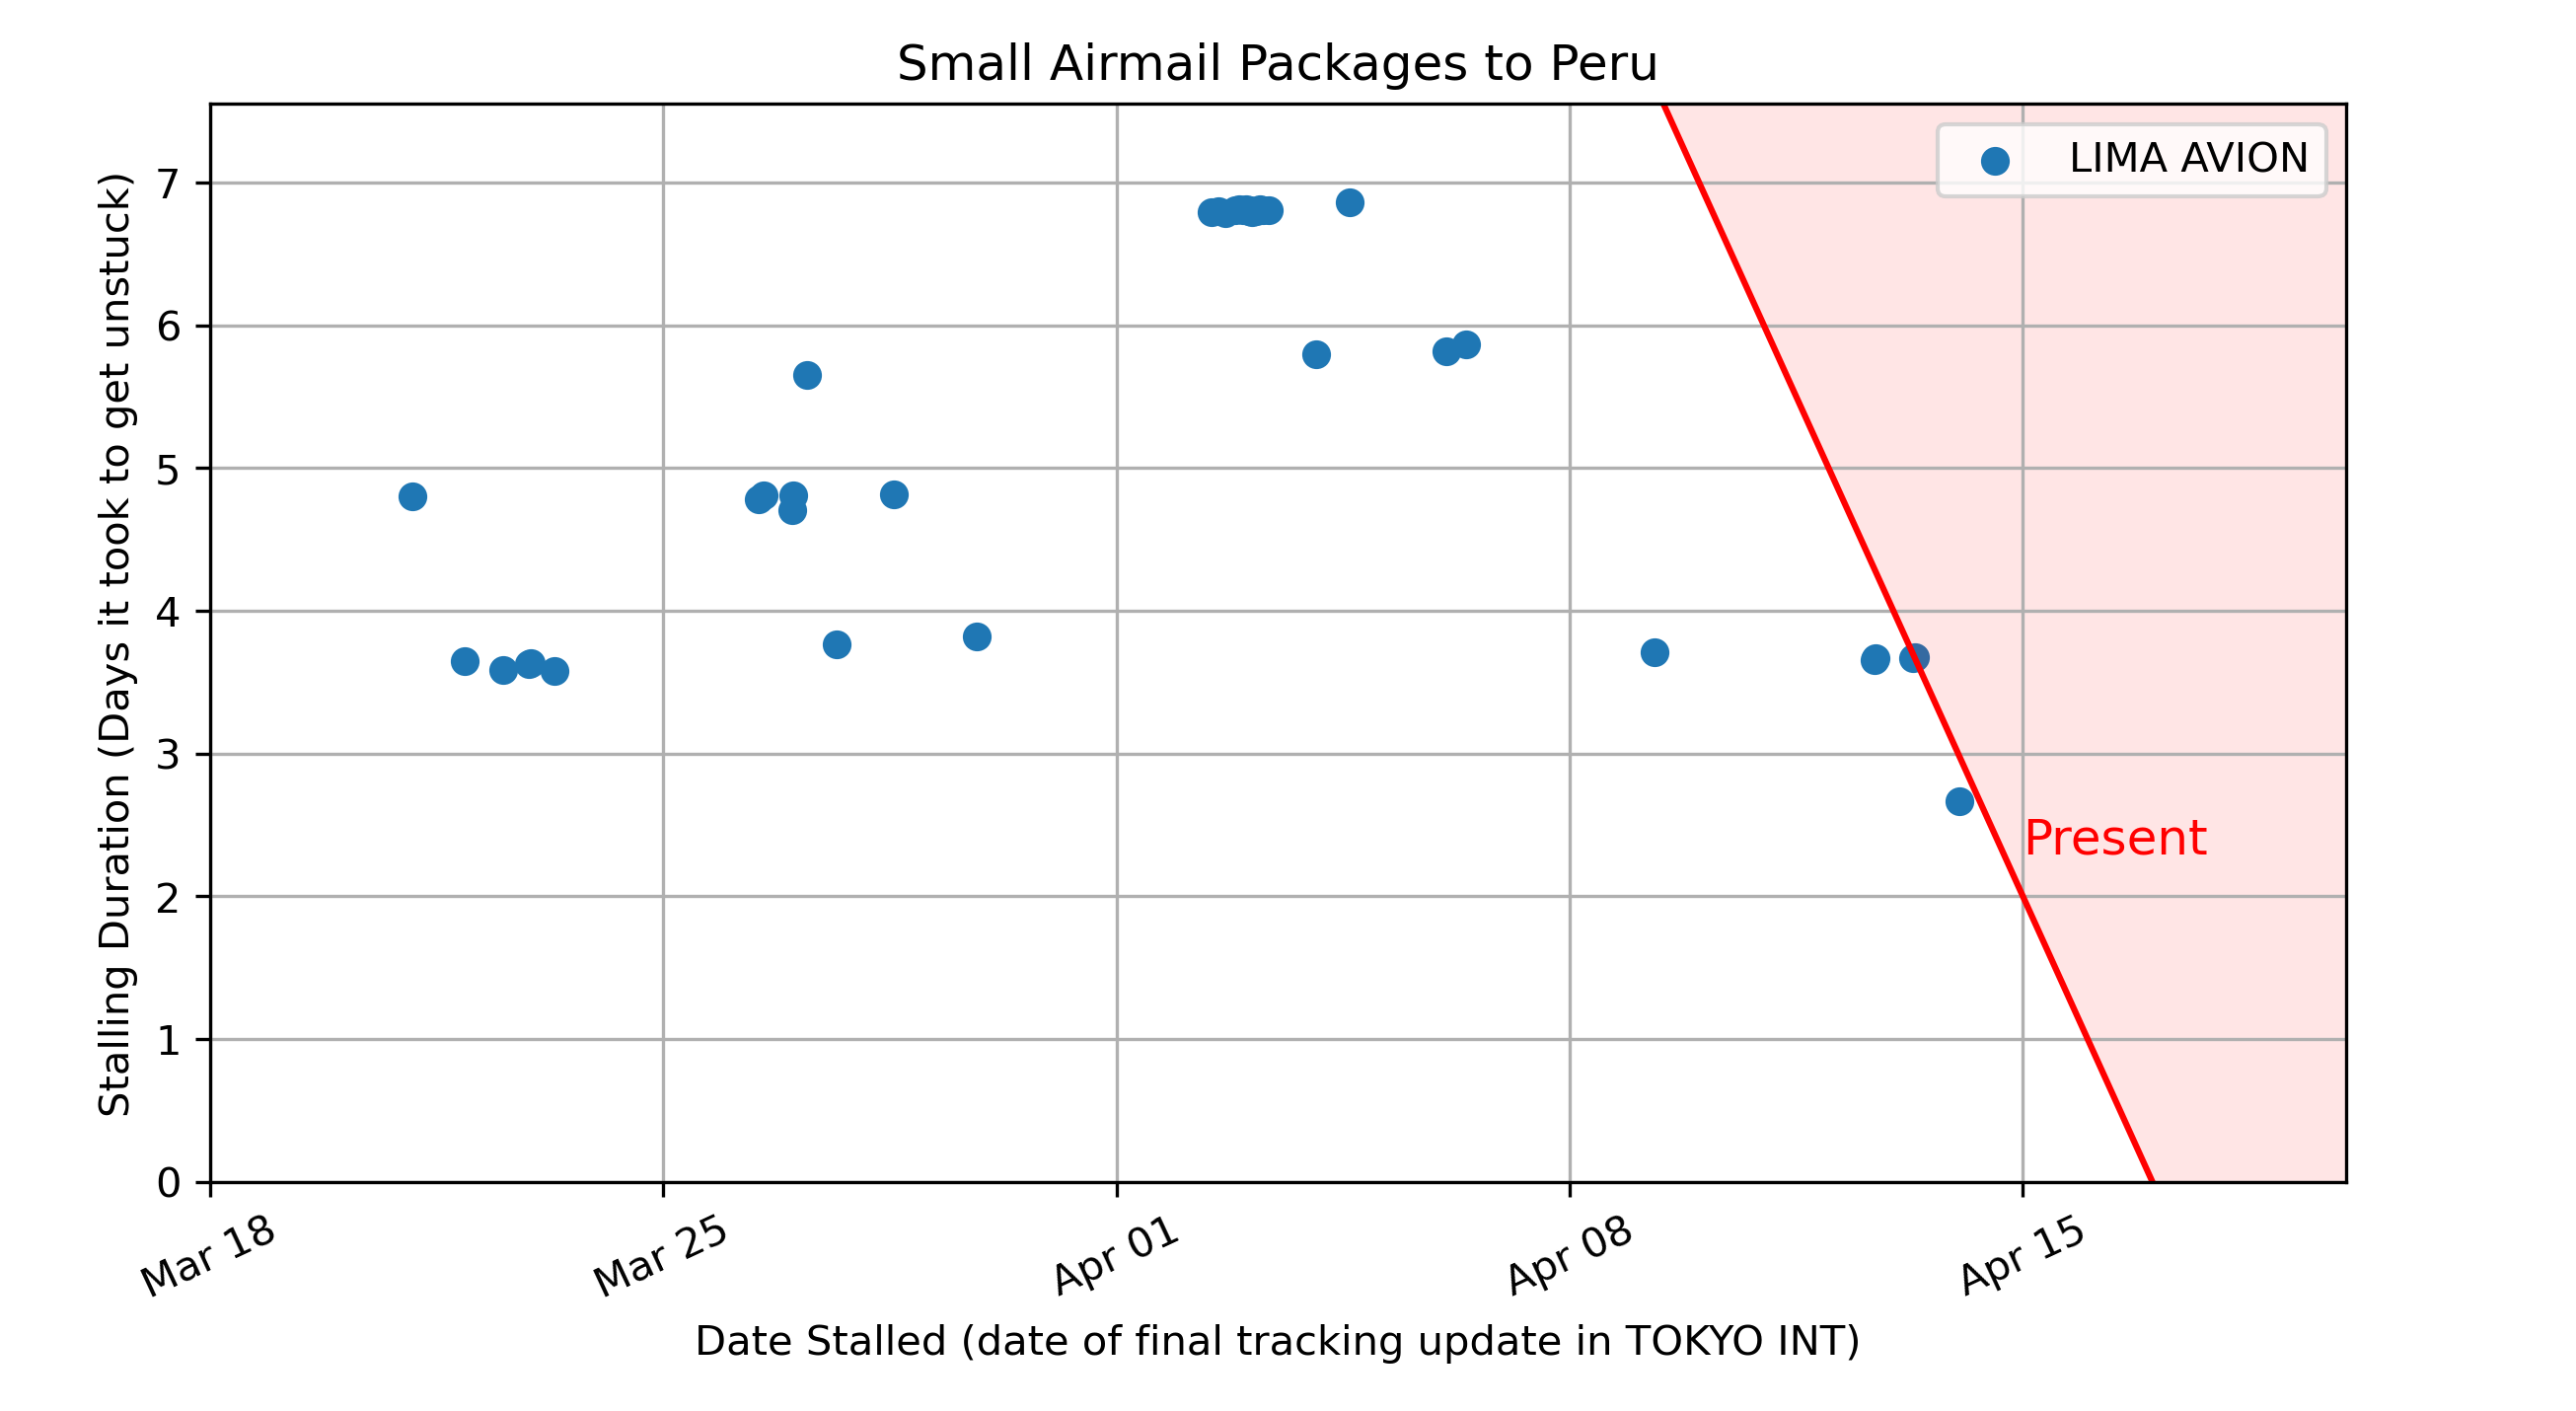 Small Airmail Packages to Peru
LIMA AVION
Stalling Duration (Days it took to get unstuck)
7
6
5
4
3
2
1
0
Present
Mar 18
Mar 25
Apr 01
Apr 08
Apr 15
Date Stalled (date of final tracking update in TOKYO INT)